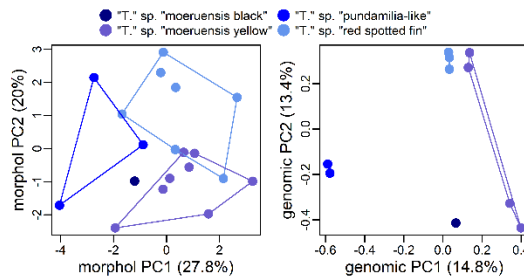 "T." sp. "moeruensis black" "T." sp. "pundamilia-like"
"T." sp. "moeruensis yellow" "T." sp. "red spotted fin"
morphol PC2 (20%)
3
2
1
0
-1
-2
-4 -2 0 2
morphol PC1 (27.8%)
genomic PC2 (13.4%)
0.2
0.0
-0.2
-0.4
-0.6 -0.4 -0.2 0.0 0.2 0.4
genomic PC1 (14.8%)